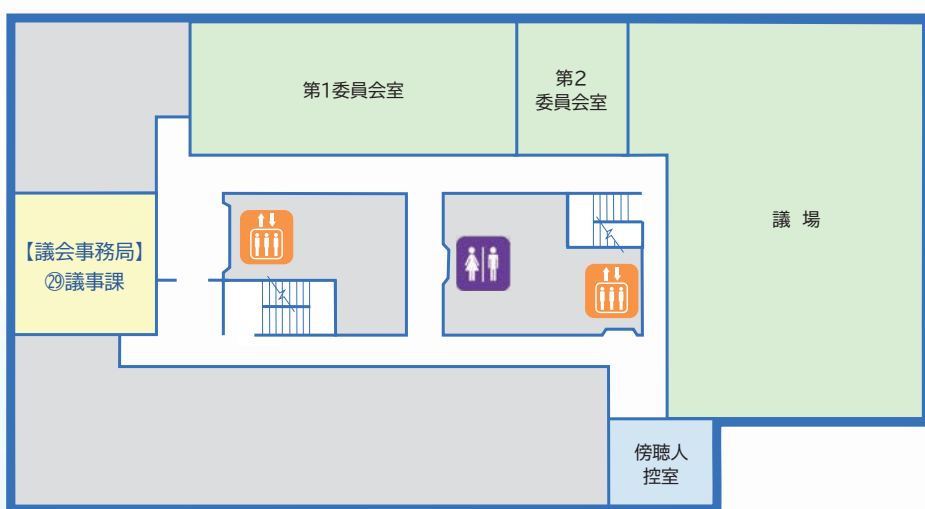 第1委員会室
第2
委員会室
議 場
【議会事務局】
㉙議事課
傍聴人
控室